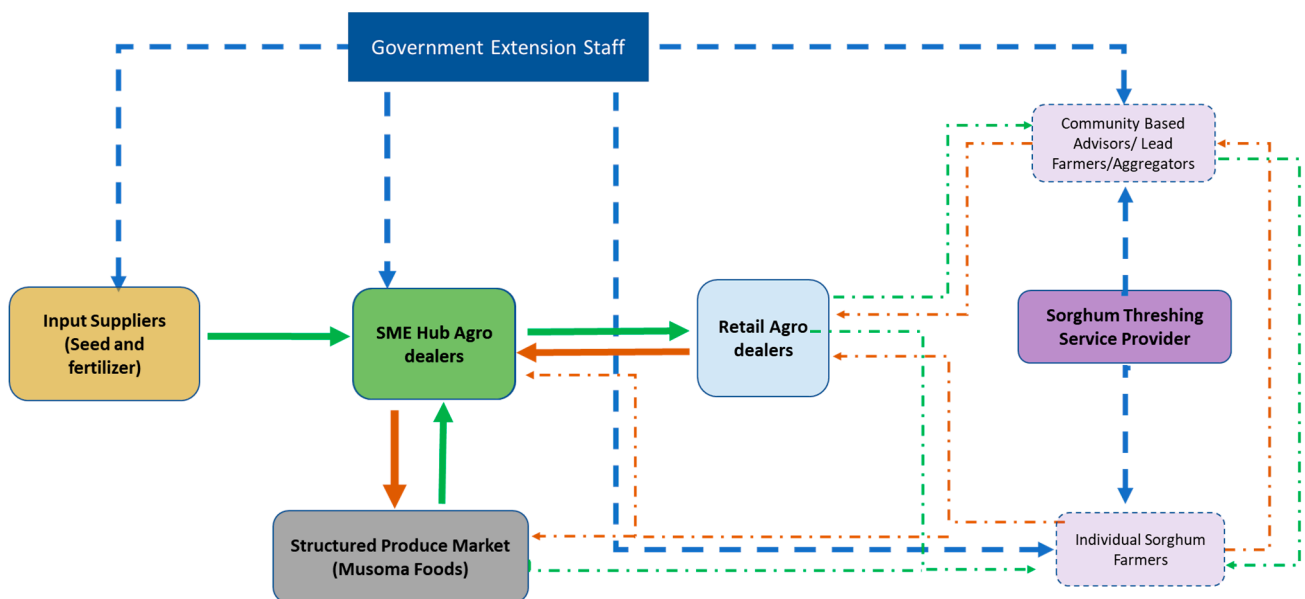 Government Extension Staff
Community Based
Advisors/ Lead
Farmers/Aggregators
Input Suppliers
(Seed and
fertilizer)
SME Hub Agro
dealers
Retail Agro
dealers
Sorghum Threshing
Service Provider
Structured Produce Market
(Musoma Foods)
Individual Sorghum
Farmers